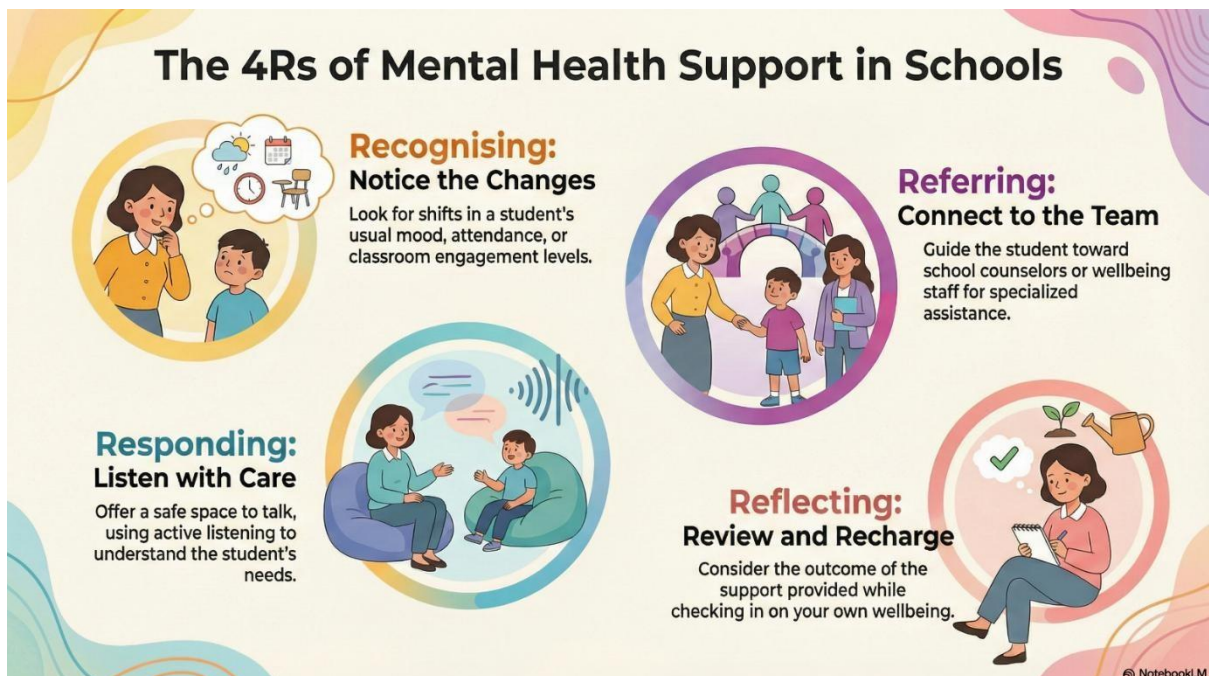 The 4Rs of Mental Health Support in Schools
Recognising:
Notice the Changes
Look for shifts in a student's
usual mood, attendance, or
classroom engagement levels.
Responding:
Listen with Care
Offer a safe space to talk,
using active listening to
understand the student's
needs.
Referring:
Connect to the Team
Guide the student toward
school counselors or wellbeing
staff for specialized
assistance.
Reflecting:
Review and Recharge
Consider the outcome of the
support provided while
checking in on your own wellbeing.
NotebookLM